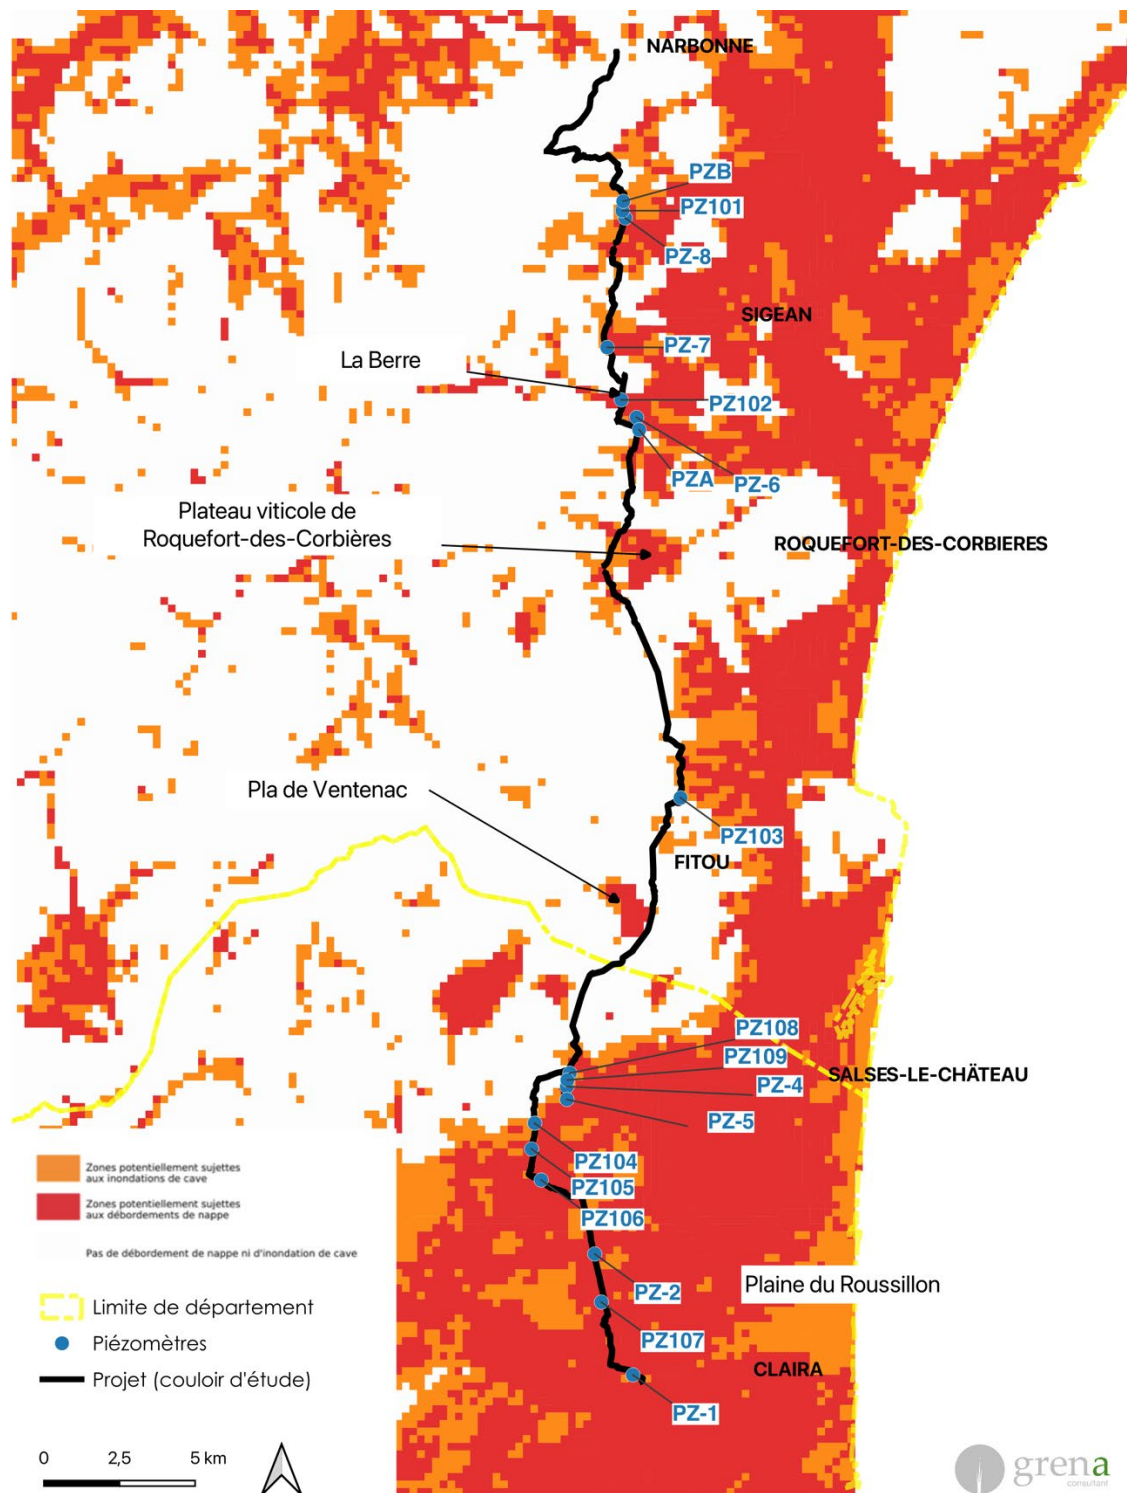 NARBONNE
PZB
PZ101
PZ-8
SIGEAN
PZ-7
La Berre
PZ102
PZA
PZ-6
Plateau viticole de
Roquefort-des-Corbières
ROQUEFORT-DES-CORBIERES
Pla de Ventenac
PZ103
FITOU
PZ108
PZ109
SALSES-LE-CHÄTEAU
PZ-4
PZ-5
PZ104
PZ105
PZ106
Zones potentiellement sujettes
aux inondations de cave
Zones potentiellement sujettes
aux débordements de nappe
Pas de débordement de nappe ni d'inondation de cave
PZ-2
Plaine du Roussillon
Limite de département
Piézomètres
PZ107
Projet (couloir d'étude)
CLAIRA
PZ-1
0 2,5 5 km
grena
consultant